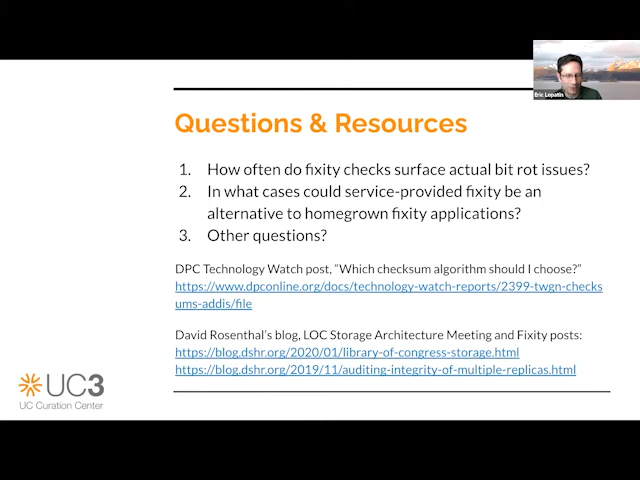 Eric Lopatin
Questions & Resources
1. How often do fixity checks surface actual bit rot issues?
2. In what cases could service-provided fixity be an
alternative to homegrown fixity applications?
3. Other questions?
DPC Technology Watch post, “Which checksum algorithm should I choose?”
https://www.dpconline.org/docs/technology-watch-reports/2399-twgn-checks
ums-addis/file
David Rosenthal’s blog, LOC Storage Architecture Meeting and Fixity posts:
https://blog.dshr.org/2020/01/library-of-congress-storage.html
https://blog.dshr.org/2019/11/auditing-integrity-of-multiple-replicas.html
UC3
UC Curation Center